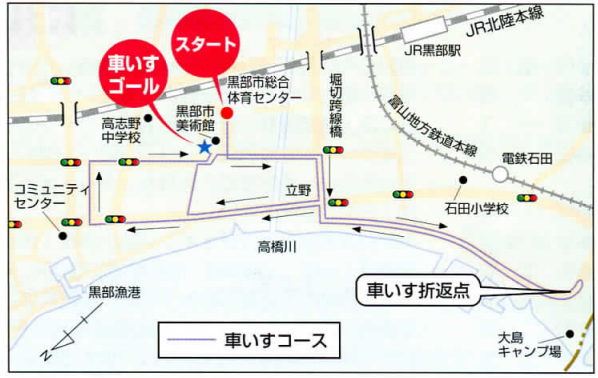 JR北陸本線
JR黒部駅
スタート
車いす
ゴール
黒部市総合
体育センター
堀切跨線橋
黒部市
美術館
高志野
中学校
富山地方鉄道本線
電鉄石田
コミュニティ
センター
立野
石田小学校
高橋川
黒部漁港
車いす折返点
N
車いすコース
大島
キャンプ場